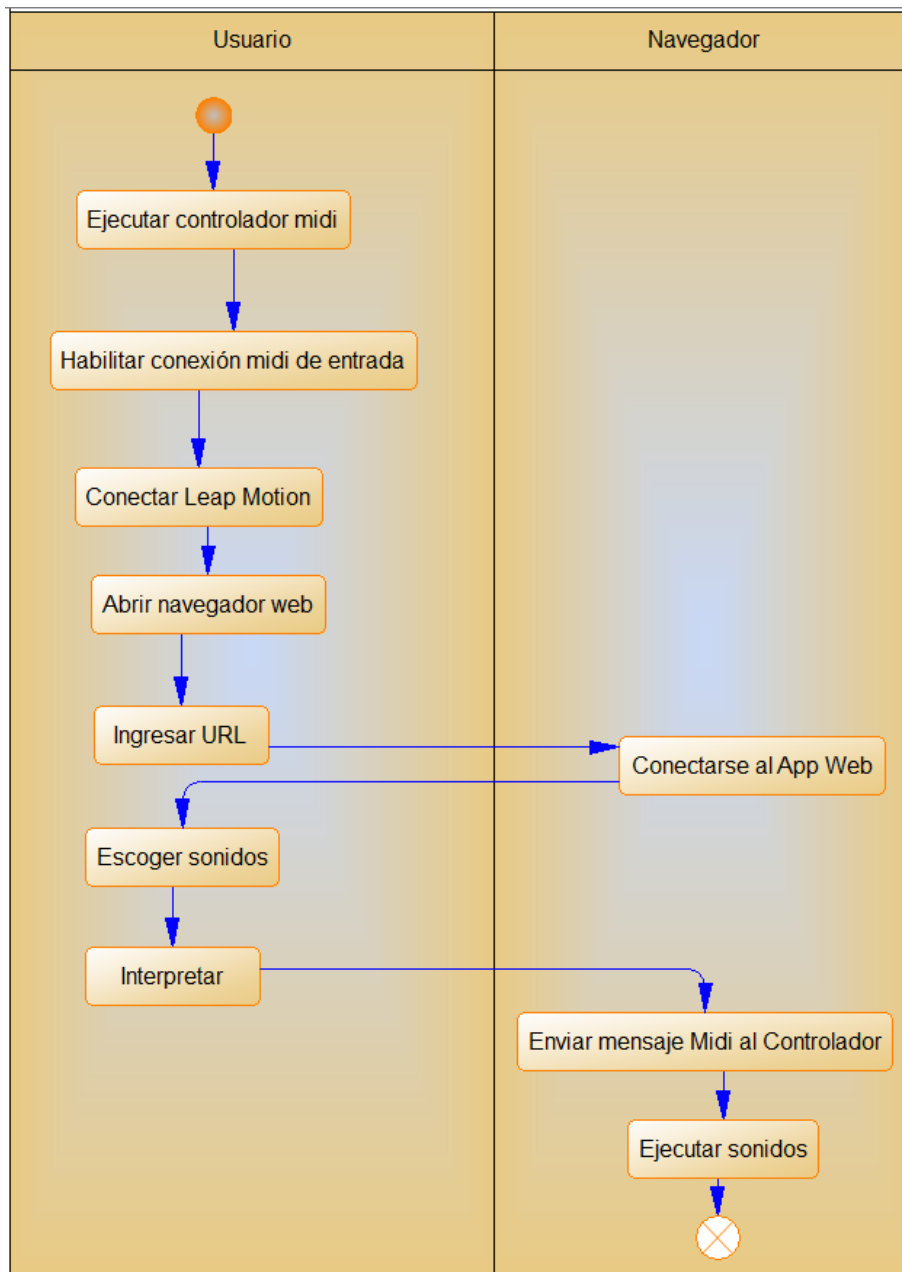 Usuario
Navegador
Ejecutar controlador midi
Habilitar conexión midi de entrada
Conectar Leap Motion
Abrir navegador web
Ingresar URL
Conectarse al App Web
Escoger sonidos
Interpretar
Enviar mensaje Midi al Controlador
Ejecutar sonidos